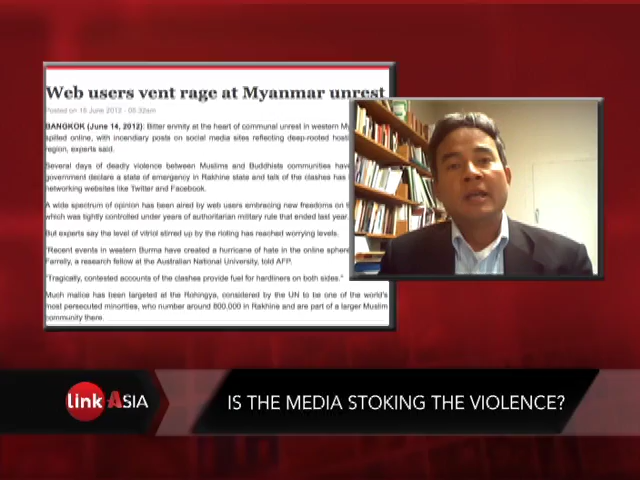 Web users vent rage at Myanmar unrest
Posted on 16 June 2012 - 05:32am
BANGKOK (June 14, 2012): Bitter enmity at the heart of communal unrest in western My
spilled online, with incendiary posts on social media sites reflecting deep-rooted hosti
region, experts said.
Several days of deadly violence between Muslims and Buddhists communities have
government declare a state of emergency in Rakhine state and talk of the clashes has
networking websites like Twitter and Facebook.
A wide spectrum of opinion has been aired by web users embracing new freedoms on t
which was tightly controlled under years of authoritarian military rule that ended last year.
But experts say the level of vitriol stirred up by the rioting has reached worrying levels.
"Recent events in western Burma have created a hurricane of hate in the online sphere
Farrelly, a research fellow at the Australian National University, told AFP.
"Tragically, contested accounts of the clashes provide fuel for hardliners on both sides."
Much malice has been targeted at the Rohingya, considered by the UN to be one of the world's
most persecuted minorities, who number around 800,000 in Rakhine and are part of a larger Muslim
community there.
link ASIA
IS THE MEDIA STOKING THE VIOLENCE?